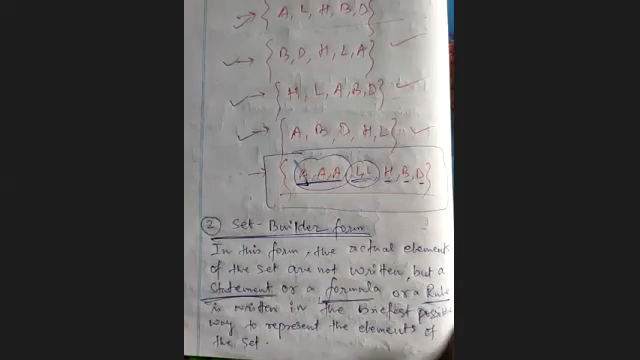 {A, L, H, B, D}
{B, D, H, L, A}
{H, L, A, B, D}
{A, B, D, H, L}
{A, A, A, L, L, H, B, D}
② Set-Builder form
In this form, the actual element
of the set are not written, but a
statement or a formula or a Rule
is written in the briefest possible
way to represent the elements of
the set.